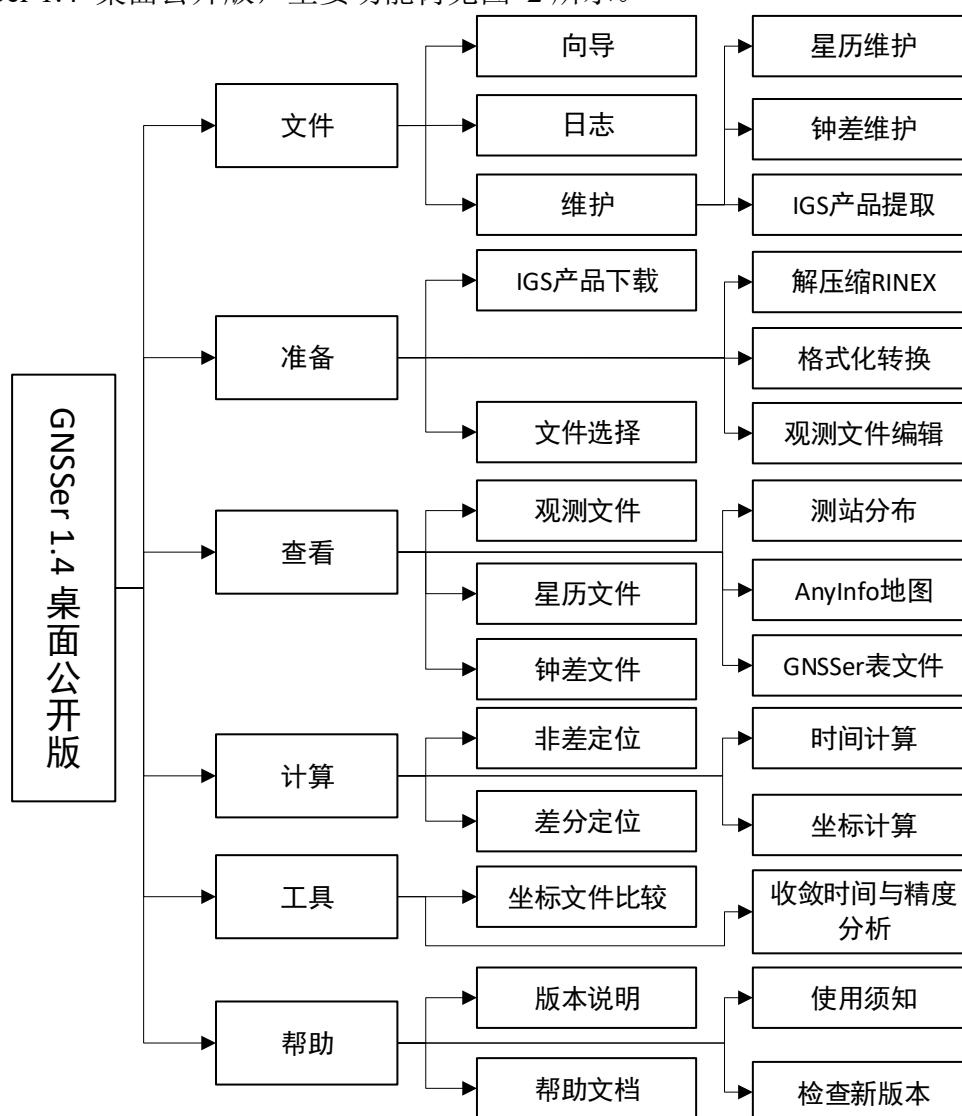 ser 1.4 桌面公开版，主要功能树见图 2 所示。
GNSSer 1.4 桌面公开版
文件
向导
日志
维护
星历维护
钟差维护
IGS产品提取
准备
IGS产品下载
文件选择
解压缩RINEX
格式化转换
观测文件编辑
查看
观测文件
星历文件
钟差文件
测站分布
AnyInfo地图
GNSSer表文件
计算
非差定位
差分定位
时间计算
坐标计算
工具
坐标文件比较
收敛时间与精度
分析
帮助
版本说明
帮助文档
使用须知
检查新版本